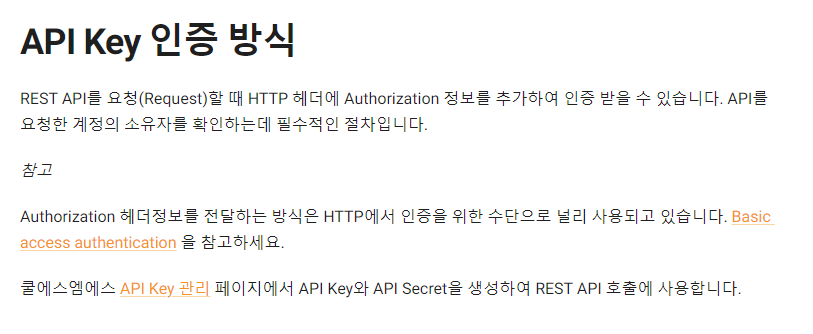 API Key 인증 방식
REST API를 요청(Request)할 때 HTTP 헤더에 Authorization 정보를 추가하여 인증 받을 수 있습니다. API를
요청한 계정의 소유자를 확인하는데 필수적인 절차입니다.
참고
Authorization 헤더정보를 전달하는 방식은 HTTP에서 인증을 위한 수단으로 널리 사용되고 있습니다. Basic
access authentication 을 참고하세요.
쿨에스엠에스 API Key 관리 페이지에서 API Key와 API Secret을 생성하여 REST API 호출에 사용합니다.